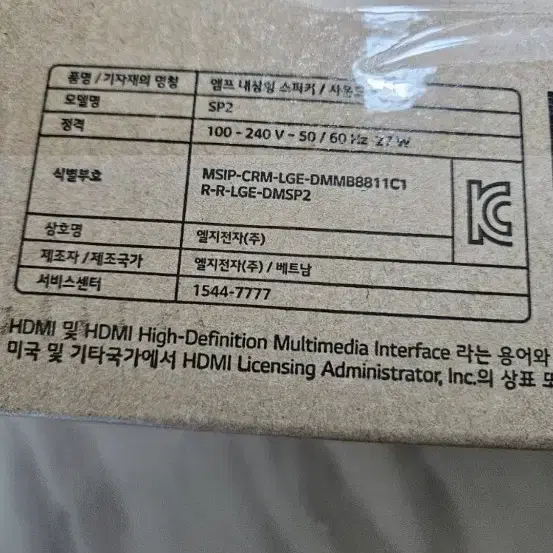 품명 / 기자재의 명칭 앰프 내장형 스피커 /
모델명 SP2
정격 100 - 240 V ~ 50 / 60 Hz 27 W
식별부호 MSIP-CRM-LGE-DMMB8811C1
R-R-LGE-DMSP2
상호명 엘지전자(주)
제조자 / 제조국가 엘지전자(주) / 베트남
서비스센터 1544-7777
HDMI 및 HDMI High-Definition Multimedia Interface 라는 용어와
미국 및 기타국가에서 HDMI Licensing Administrator, Inc.의 상표 또